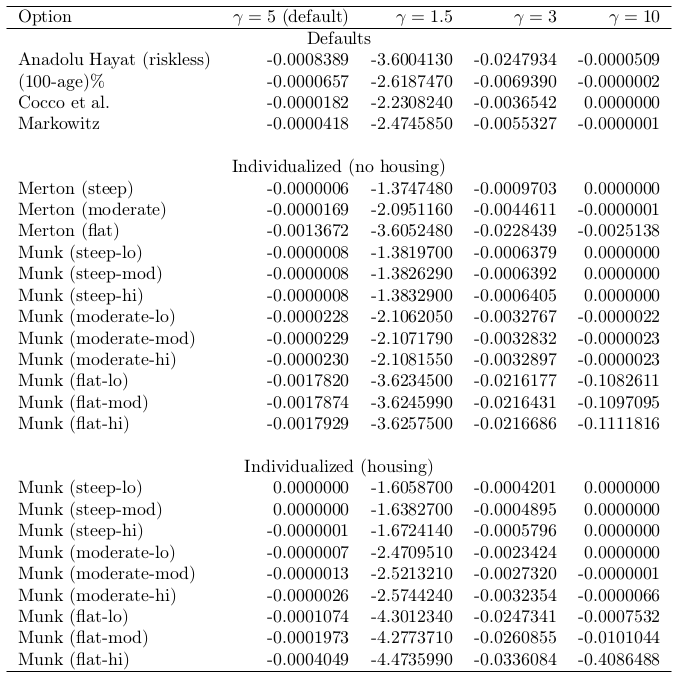 Option γ = 5 (default) γ = 1.5 γ = 3 γ = 10
Defaults
Anadolu Hayat (riskless) -0.0008389 -3.6004130 -0.0247934 -0.0000509
(100-age)% -0.0000657 -2.6187470 -0.0069390 -0.0000002
Cocco et al. -0.0000182 -2.2308240 -0.0036542 0.0000000
Markowitz -0.0000418 -2.4745850 -0.0055327 -0.0000001
Individualized (no housing)
Merton (steep) -0.0000006 -1.3747480 -0.0009703 0.0000000
Merton (moderate) -0.0000169 -2.0951160 -0.0044611 -0.0000001
Merton (flat) -0.0013672 -3.6052480 -0.0228439 -0.0025138
Munk (steep-lo) -0.0000008 -1.3819700 -0.0006379 0.0000000
Munk (steep-mod) -0.0000008 -1.3826290 -0.0006392 0.0000000
Munk (steep-hi) -0.0000008 -1.3832900 -0.0006405 0.0000000
Munk (moderate-lo) -0.0000228 -2.1062050 -0.0032767 -0.0000022
Munk (moderate-mod) -0.0000229 -2.1071790 -0.0032832 -0.0000023
Munk (moderate-hi) -0.0000230 -2.1081550 -0.0032897 -0.0000023
Munk (flat-lo) -0.0017820 -3.6234500 -0.0216177 -0.1082611
Munk (flat-mod) -0.0017874 -3.6245990 -0.0216431 -0.1097095
Munk (flat-hi) -0.0017929 -3.6257500 -0.0216686 -0.1111816
Individualized (housing)
Munk (steep-lo) 0.0000000 -1.6058700 -0.0004201 0.0000000
Munk (steep-mod) 0.0000000 -1.6382700 -0.0004895 0.0000000
Munk (steep-hi) -0.0000001 -1.6724140 -0.0005796 0.0000000
Munk (moderate-lo) -0.0000007 -2.4709510 -0.0023424 0.0000000
Munk (moderate-mod) -0.0000013 -2.5213210 -0.0027320 -0.0000001
Munk (moderate-hi) -0.0000026 -2.5744240 -0.0032354 -0.0000066
Munk (flat-lo) -0.0001074 -4.3012340 -0.0247341 -0.0007532
Munk (flat-mod) -0.0001973 -4.2773710 -0.0260855 -0.0101044
Munk (flat-hi) -0.0004049 -4.4735990 -0.0336084 -0.4086488